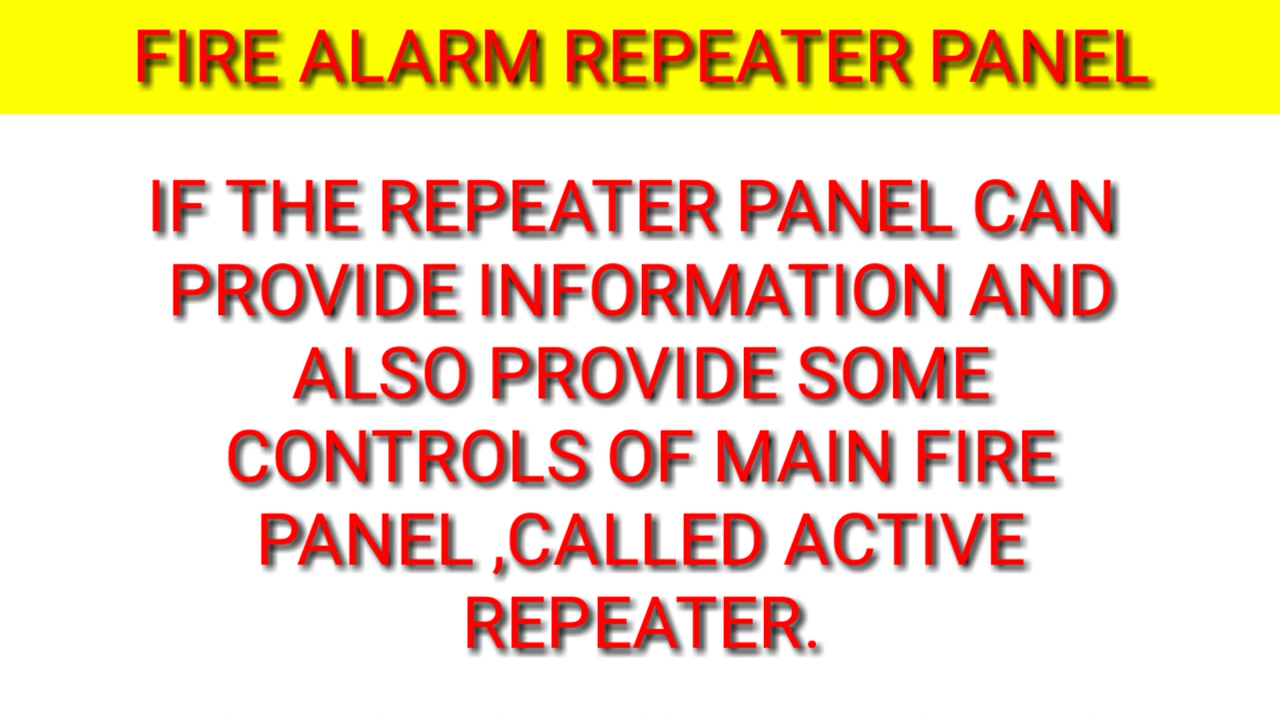 FIRE ALARM REPEATER PANEL
IF THE REPEATER PANEL CAN
PROVIDE INFORMATION AND
ALSO PROVIDE SOME
CONTROLS OF MAIN FIRE
PANEL ,CALLED ACTIVE
REPEATER.